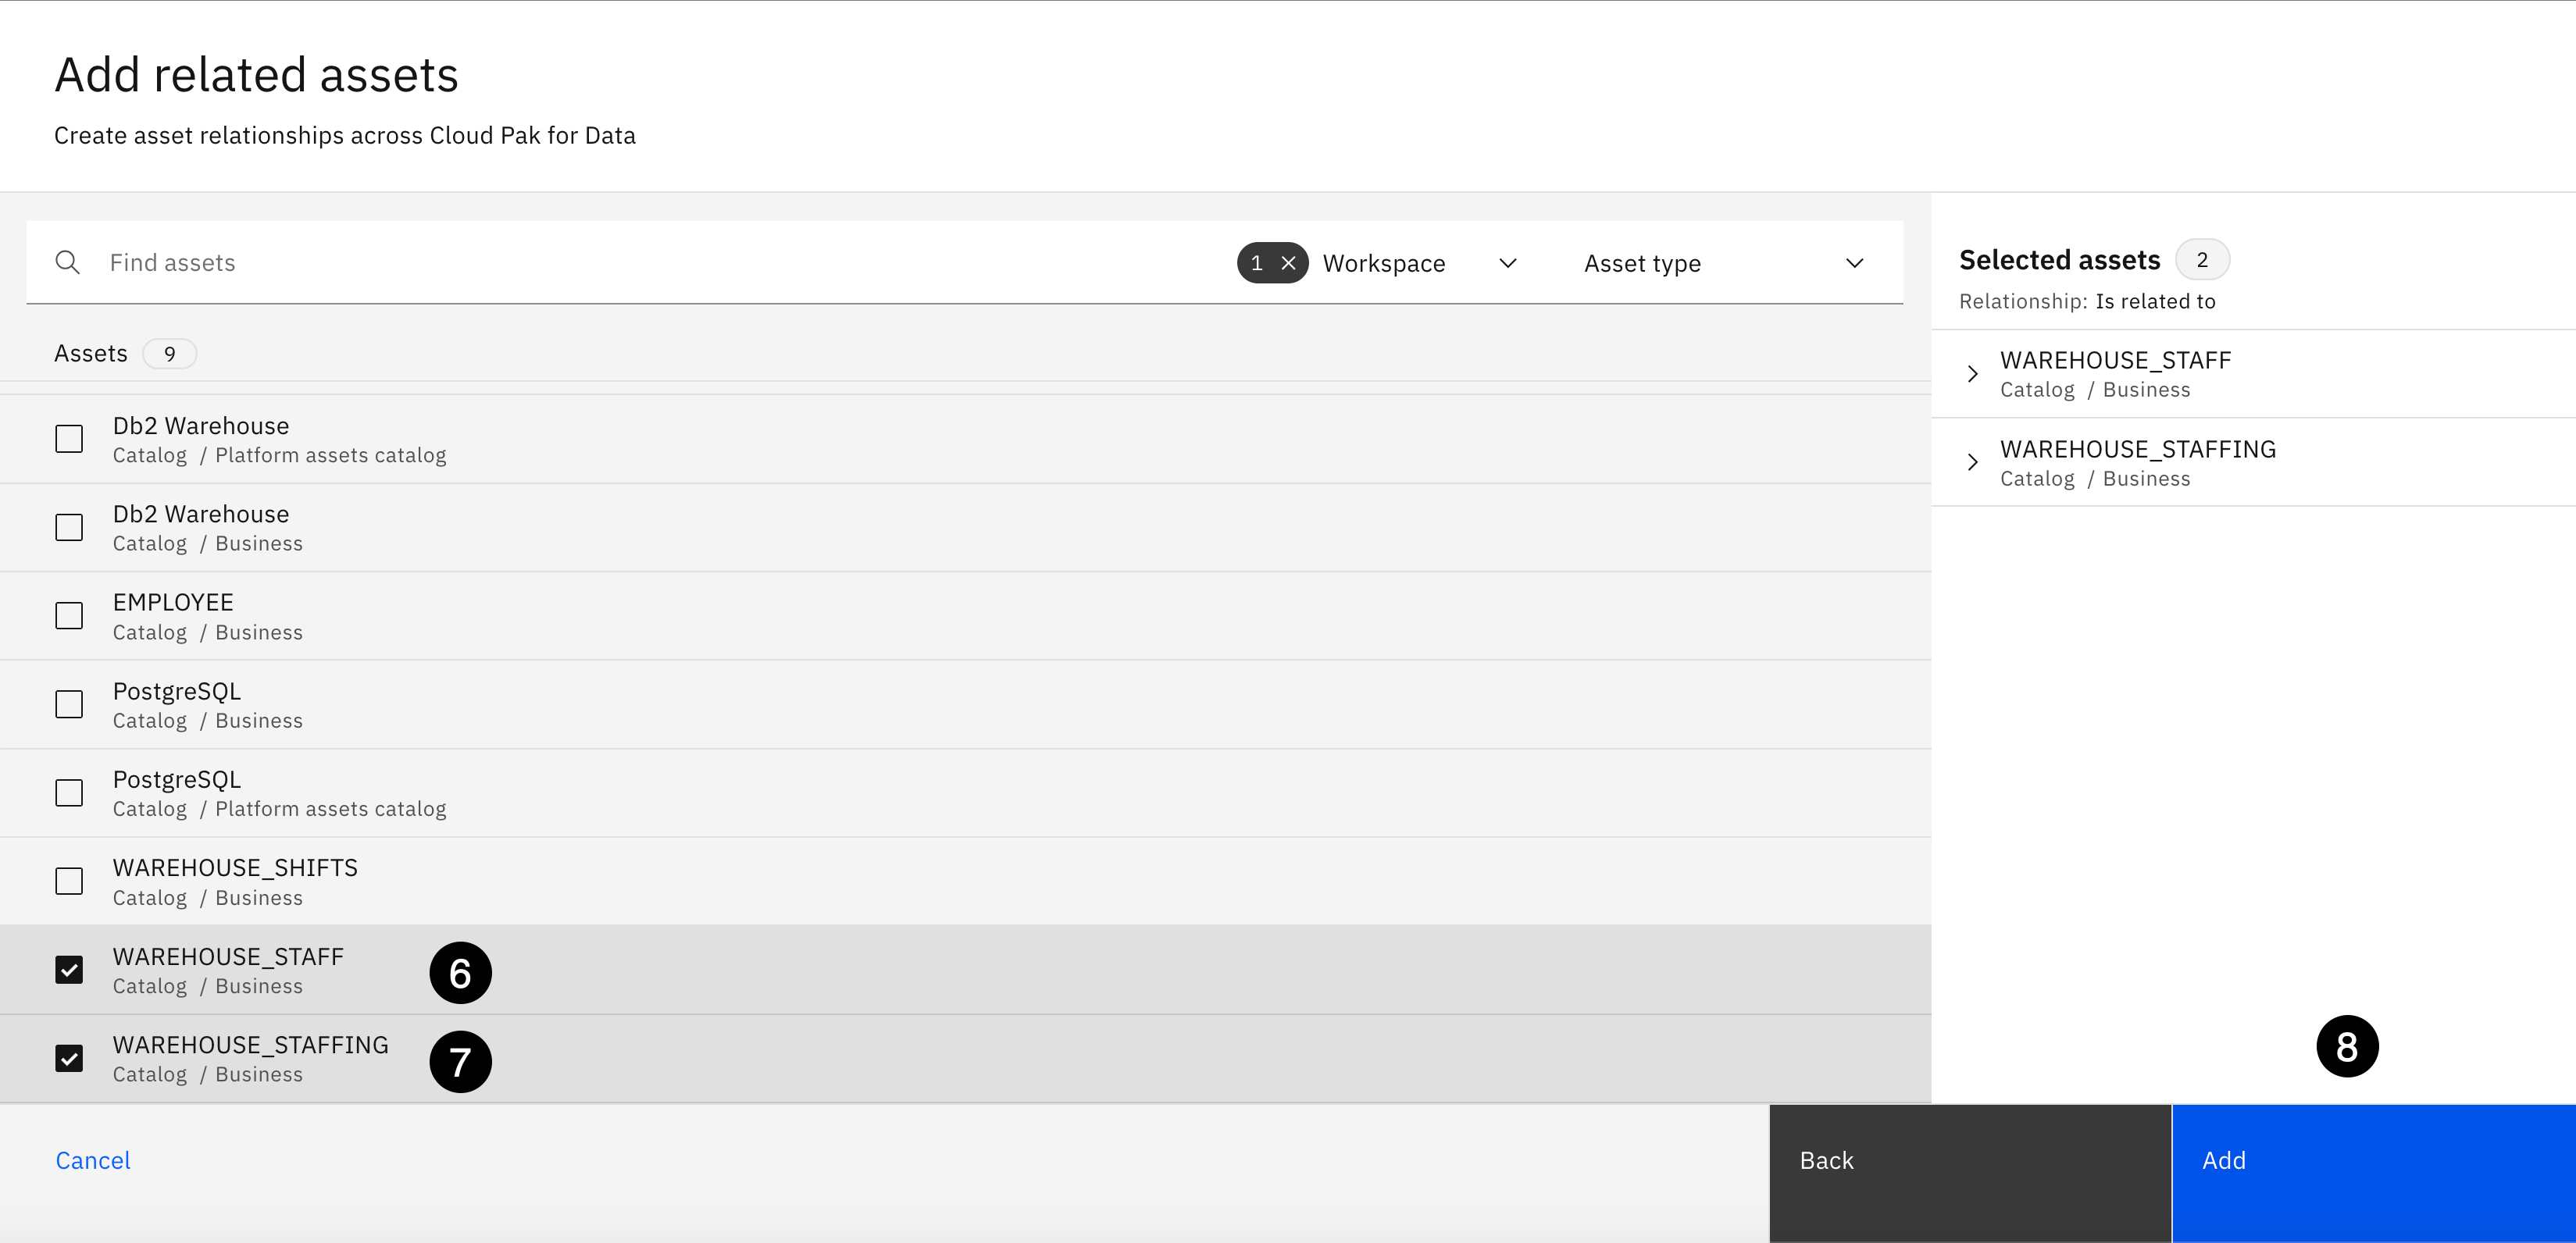 Add related assets
Create asset relationships across Cloud Pak for Data
Find assets
1 Workspace
Asset type
Assets 9
Db2 Warehouse
Catalog / Platform assets catalog
Db2 Warehouse
Catalog / Business
EMPLOYEE
Catalog / Business
PostgreSQL
Catalog / Business
PostgreSQL
Catalog / Platform assets catalog
WAREHOUSE_SHIFTS
Catalog / Business
WAREHOUSE_STAFF
Catalog / Business
6
WAREHOUSE_STAFFING
Catalog / Business
7
Selected assets 2
Relationship: Is related to
WAREHOUSE_STAFF
Catalog / Business
WAREHOUSE_STAFFING
Catalog / Business
8
Cancel
Back
Add